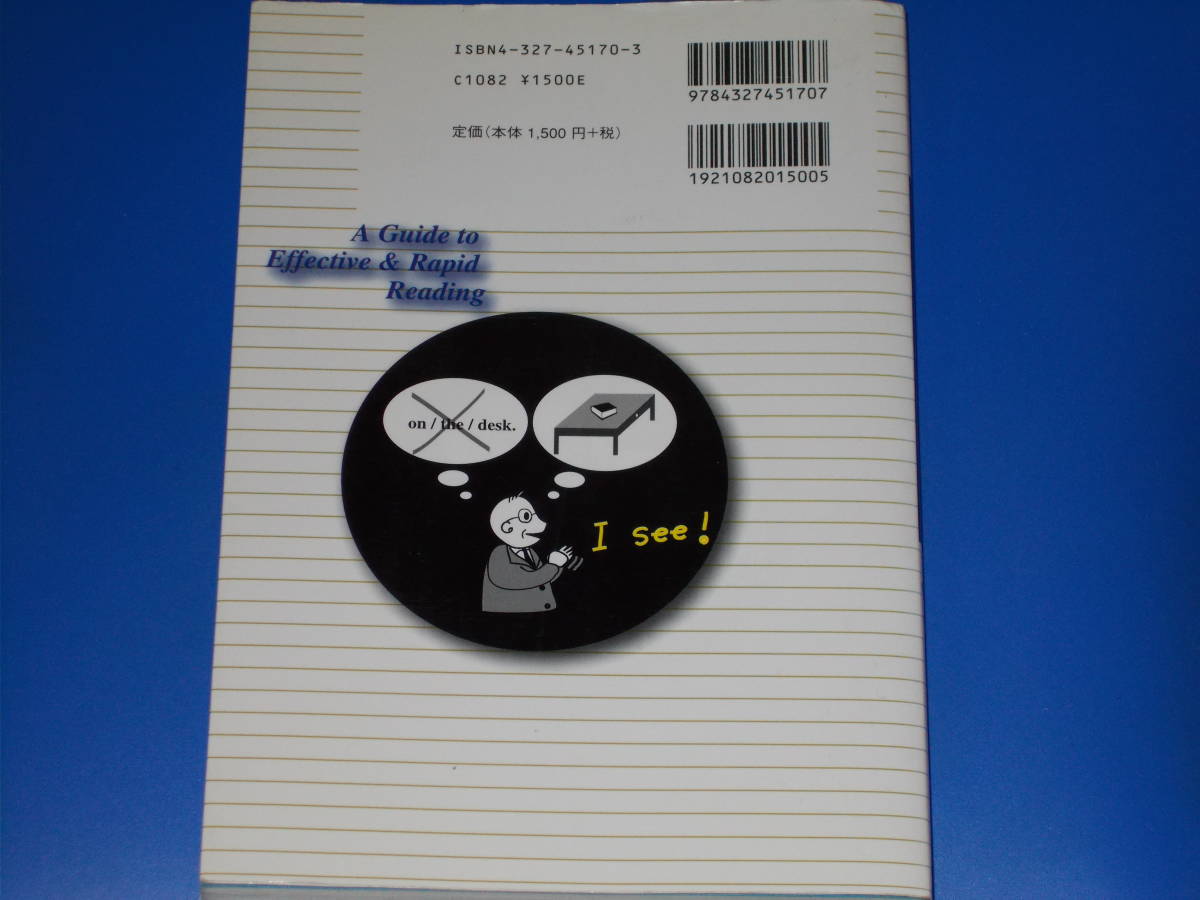 ISBN4-327-45170-3
C1082 ¥1500E
定価(本体 1,500 円+税)
9784327451707
1921082015005
A Guide to
Effective & Rapid
Reading
on / the / desk.
I see!